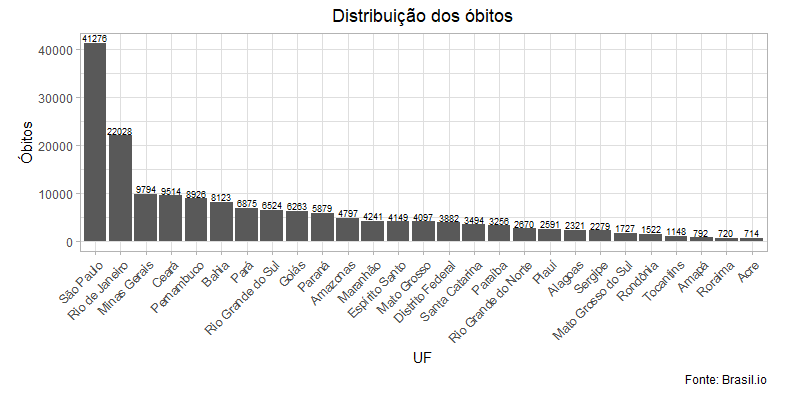 Distribuição dos óbitos
Óbitos
40000
30000
20000
10000
0
41276
22028
9794
9514
8926
8123
6875
6524
6263
5879
4797
4241
4149
4097
3882
3494
3256
2670
2591
2321
2279
1727
1522
1148
792
720
714
São Paulo
Rio de Janeiro
Minas Gerais
Ceará
Pernambuco
Bahia
Pará
Rio Grande do Sul
Goiás
Paraná
Amazonas
Maranhão
Espírito Santo
Mato Grosso
Distrito Federal
Santa Catarina
Paraíba
Rio Grande do Norte
Piauí
Alagoas
Sergipe
Mato Grosso do Sul
Rondônia
Tocantins
Amapá
Roraima
Acre
UF
Fonte: Brasil.io